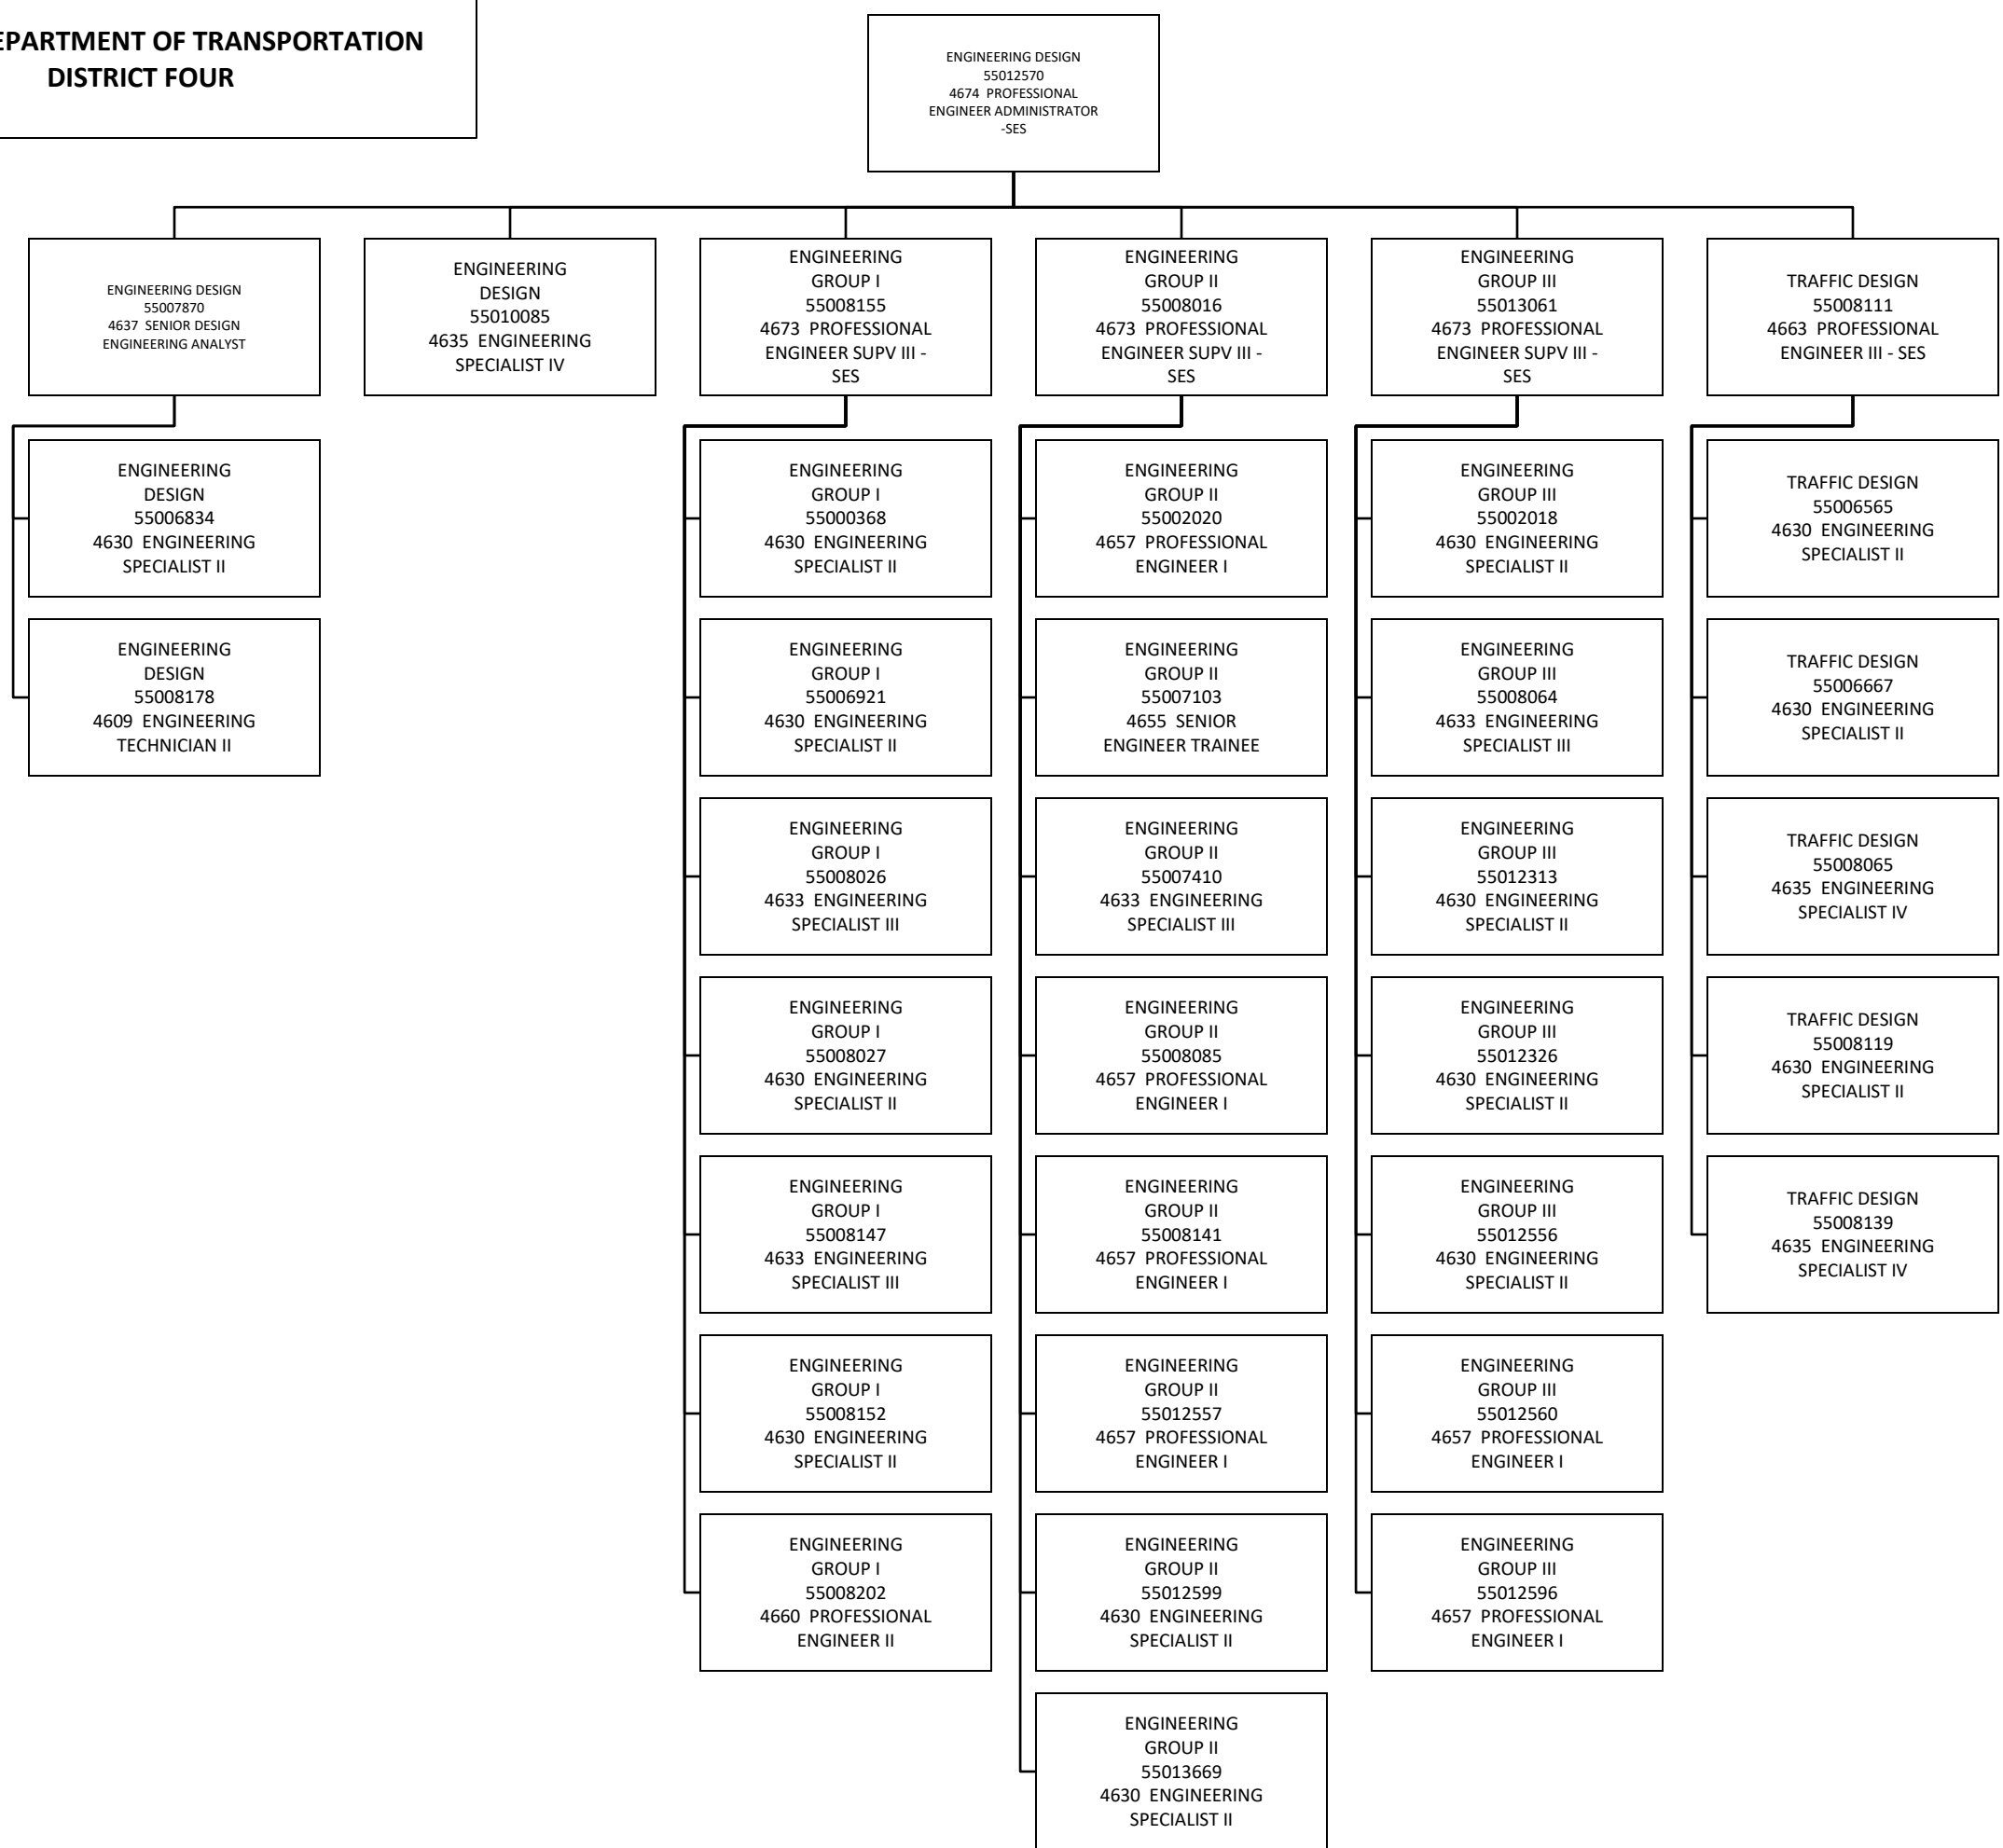 DEPARTMENT OF TRANSPORTATION
DISTRICT FOUR
ENGINEERING DESIGN
55012570
4674 PROFESSIONAL
ENGINEER ADMINISTRATOR
-SES
ENGINEERING DESIGN
55007870
4637 SENIOR DESIGN
ENGINEERING ANALYST
ENGINEERING
DESIGN
55010085
4635 ENGINEERING
SPECIALIST IV
ENGINEERING
GROUP I
55008155
4673 PROFESSIONAL
ENGINEER SUPV III -
SES
ENGINEERING
GROUP II
55008016
4673 PROFESSIONAL
ENGINEER SUPV III -
SES
ENGINEERING
GROUP III
55013061
4673 PROFESSIONAL
ENGINEER SUPV III -
SES
TRAFFIC DESIGN
55008111
4663 PROFESSIONAL
ENGINEER III - SES
ENGINEERING
DESIGN
55006834
4630 ENGINEERING
SPECIALIST II
ENGINEERING
GROUP I
55000368
4630 ENGINEERING
SPECIALIST II
ENGINEERING
GROUP II
55002020
4657 PROFESSIONAL
ENGINEER I
ENGINEERING
GROUP III
55002018
4630 ENGINEERING
SPECIALIST II
TRAFFIC DESIGN
55006565
4630 ENGINEERING
SPECIALIST II
ENGINEERING
DESIGN
55008178
4609 ENGINEERING
TECHNICIAN II
ENGINEERING
GROUP I
55006921
4630 ENGINEERING
SPECIALIST II
ENGINEERING
GROUP II
55007103
4655 SENIOR
ENGINEER TRAINEE
ENGINEERING
GROUP III
55008064
4633 ENGINEERING
SPECIALIST III
TRAFFIC DESIGN
55006667
4630 ENGINEERING
SPECIALIST II
ENGINEERING
GROUP I
55008026
4633 ENGINEERING
SPECIALIST III
ENGINEERING
GROUP II
55007410
4633 ENGINEERING
SPECIALIST III
ENGINEERING
GROUP III
55012313
4630 ENGINEERING
SPECIALIST II
TRAFFIC DESIGN
55008065
4635 ENGINEERING
SPECIALIST IV
ENGINEERING
GROUP I
55008027
4630 ENGINEERING
SPECIALIST II
ENGINEERING
GROUP II
55008085
4657 PROFESSIONAL
ENGINEER I
ENGINEERING
GROUP III
55012326
4630 ENGINEERING
SPECIALIST II
TRAFFIC DESIGN
55008119
4630 ENGINEERING
SPECIALIST II
ENGINEERING
GROUP I
55008147
4633 ENGINEERING
SPECIALIST III
ENGINEERING
GROUP II
55008141
4657 PROFESSIONAL
ENGINEER I
ENGINEERING
GROUP III
55012556
4630 ENGINEERING
SPECIALIST II
TRAFFIC DESIGN
55008139
4635 ENGINEERING
SPECIALIST IV
ENGINEERING
GROUP I
55008152
4630 ENGINEERING
SPECIALIST II
ENGINEERING
GROUP II
55012557
4657 PROFESSIONAL
ENGINEER I
ENGINEERING
GROUP III
55012560
4657 PROFESSIONAL
ENGINEER I
ENGINEERING
GROUP I
55008202
4660 PROFESSIONAL
ENGINEER II
ENGINEERING
GROUP II
55012599
4630 ENGINEERING
SPECIALIST II
ENGINEERING
GROUP III
55012596
4657 PROFESSIONAL
ENGINEER I
ENGINEERING
GROUP II
55013669
4630 ENGINEERING
SPECIALIST II